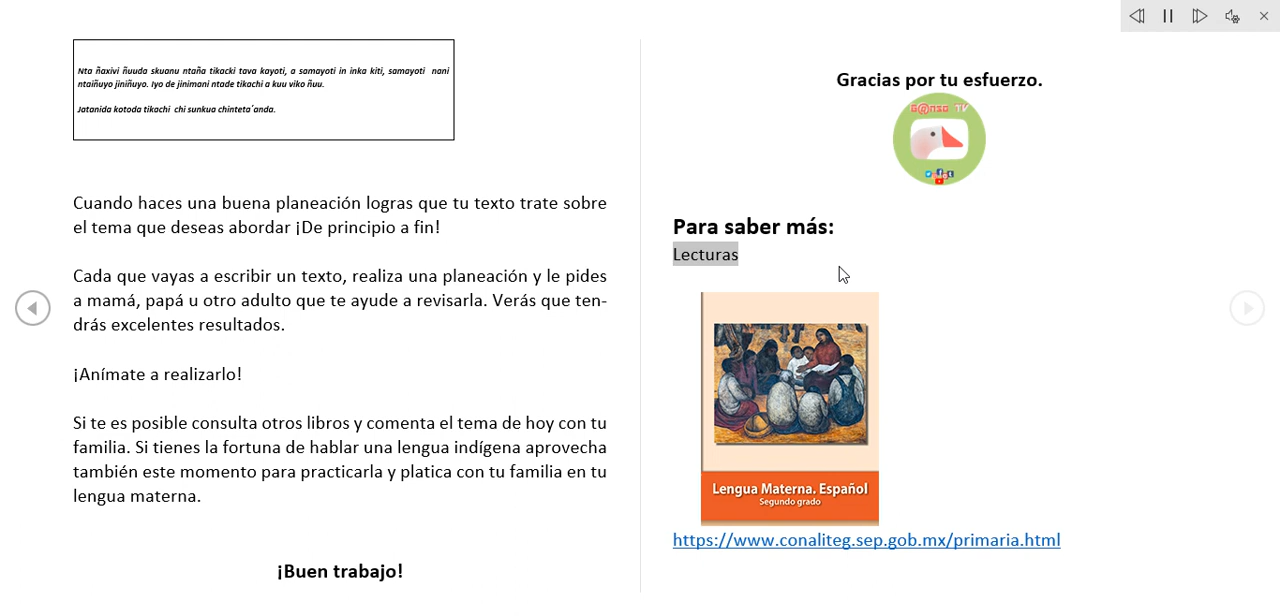 Nta ñaxivi ñuuda skuanu ntaña tikacki tava kayoti, a samayoti in inka kiti, samayoti nani
ntaiñuyo jiniñuyo. Iyo de jinimani ntade tikachi a kuu viko ñuu.
Jatanida kotoda tikachi chi sunkua chinteta´anda.
Cuando haces una buena planeación logras que tu texto trate sobre
el tema que deseas abordar ¡De principio a fin!
Cada que vayas a escribir un texto, realiza una planeación y le pides
a mamá, papá u otro adulto que te ayude a revisarla. Verás que ten-
drás excelentes resultados.
¡Anímate a realizarlo!
Si te es posible consulta otros libros y comenta el tema de hoy con tu
familia. Si tienes la fortuna de hablar una lengua indígena aprovecha
también este momento para practicarla y platica con tu familia en tu
lengua materna.
¡Buen trabajo!
Gracias por tu esfuerzo.
G@nso TV
Para saber más:
Lecturas
Lengua Materna. Español
Segundo grado
https://www.conaliteg.sep.gob.mx/primaria.html